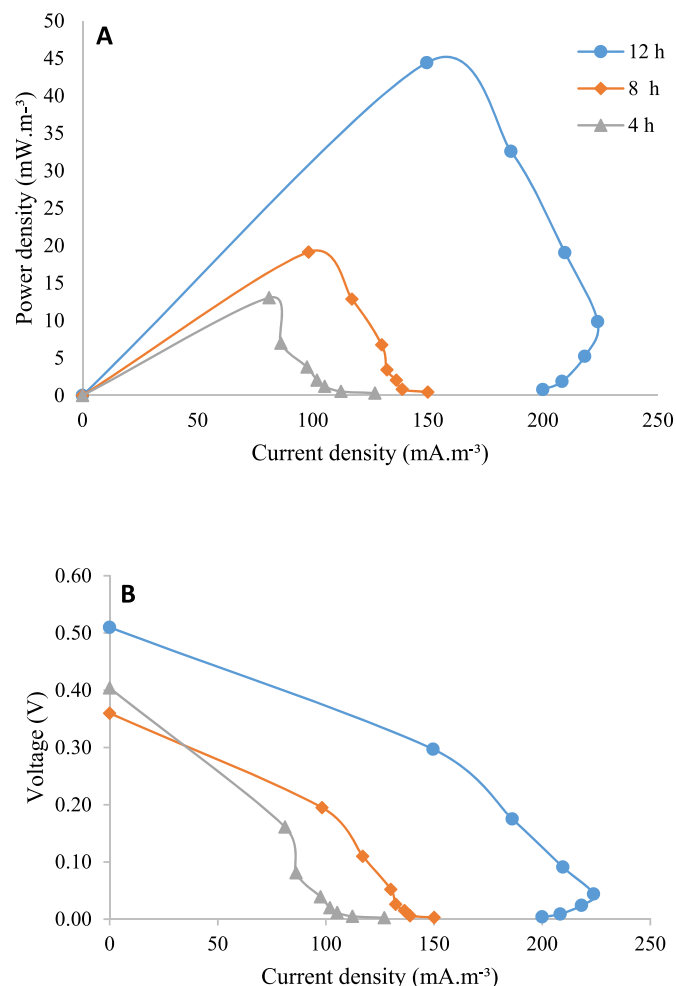 A
50
45
40
35
30
25
20
15
10
5
0
Power density (mW.m-³)
12 h
8 h
4 h
0 50 100 150 200 250
Current density (mA.m-³)
B
0.60
0.50
0.40
0.30
0.20
0.10
0.00
Voltage (V)
0 50 100 150 200 250
Current density (mA.m-³)